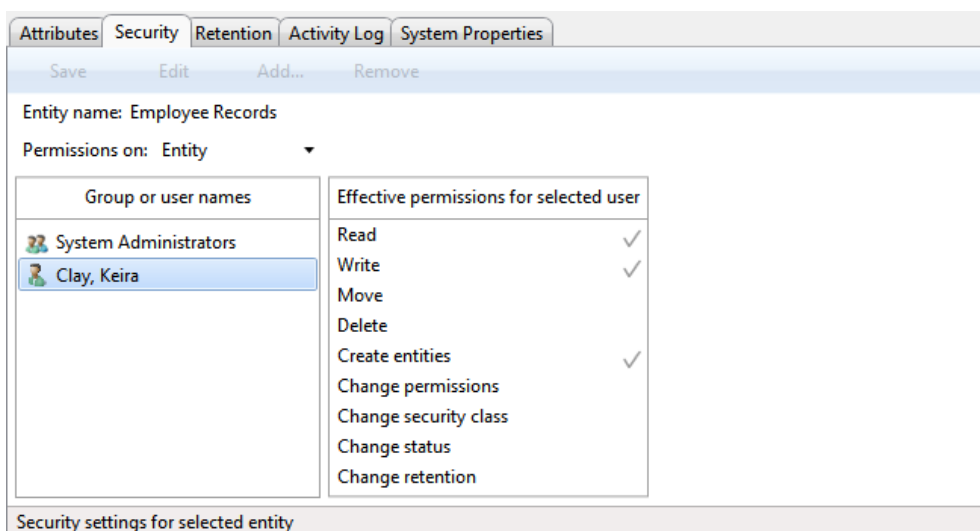 Attributes Security Retention Activity Log System Properties
Save Edit Add... Remove
Entity name: Employee Records
Permissions on: Entity
Group or user names
System Administrators
Clay, Keira
Effective permissions for selected user
Read
Write
Move
Delete
Create entities
Change permissions
Change security class
Change status
Change retention
Security settings for selected entity